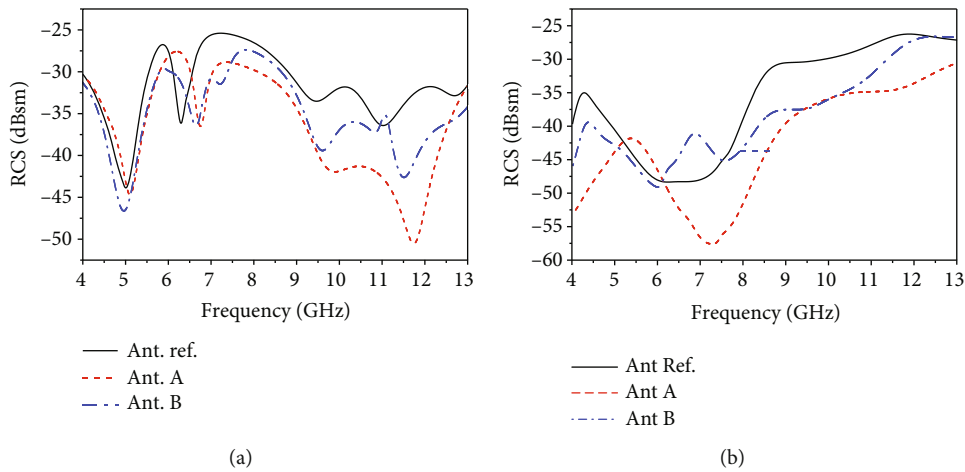 RCS (dBsm)
–25
–30
–35
–40
–45
–50
4 5 6 7 8 9 10 11 12 13
Frequency (GHz)
Ant. ref.
Ant. A
Ant. B
(a)
RCS (dBsm)
–25
–30
–35
–40
–45
–50
–55
–60
4 5 6 7 8 9 10 11 12 13
Frequency (GHz)
Ant Ref.
Ant A
Ant B
(b)